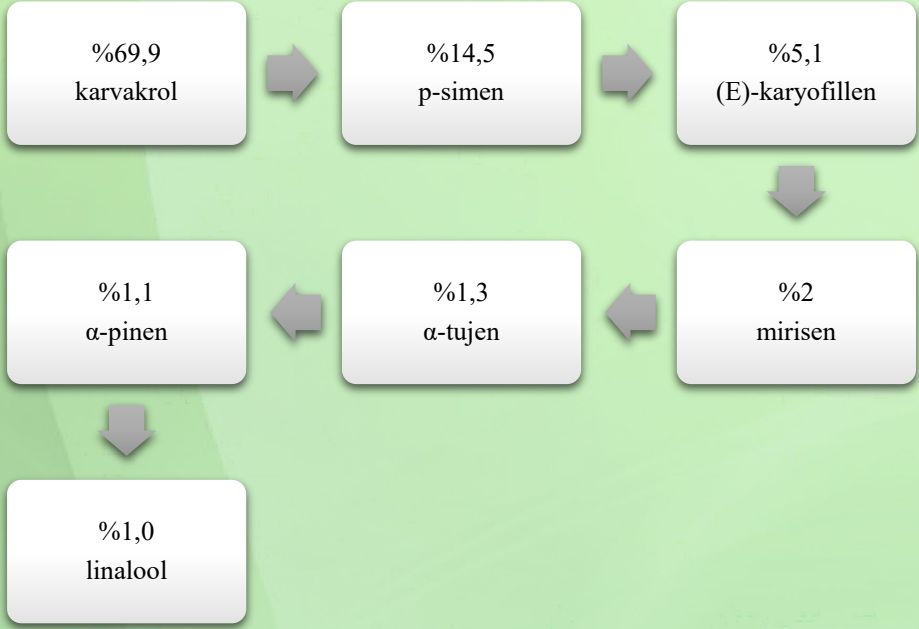 %69,9
karvakrol
%14,5
p-simen
%5,1
(E)-karyofillen
%2
mirisen
%1,3
α-tujen
%1,1
α-pinen
%1,0
linalool